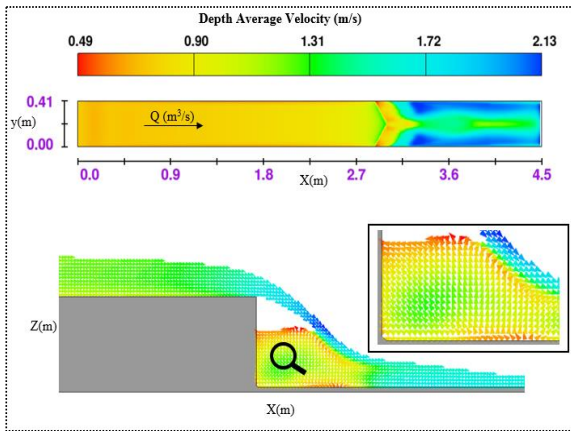 Depth Average Velocity (m/s)
0.49 0.90 1.31 1.72 2.13
0.41
y(m) Q (m³/s)
0.00
0.0 0.9 1.8 2.7 3.6 4.5
X(m)
Z(m)
X(m)